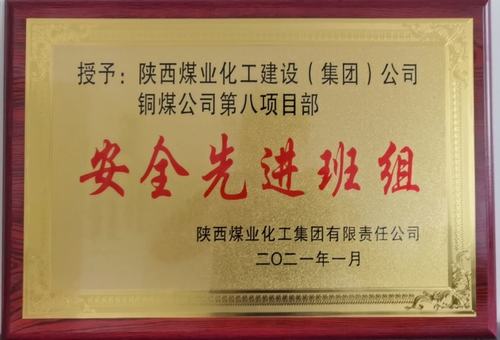 授予：陕西煤业化工建设（集团）公司
铜煤公司第八项目部
安全先进班组
陕西煤业化工集团有限责任公司
二〇二一年一月